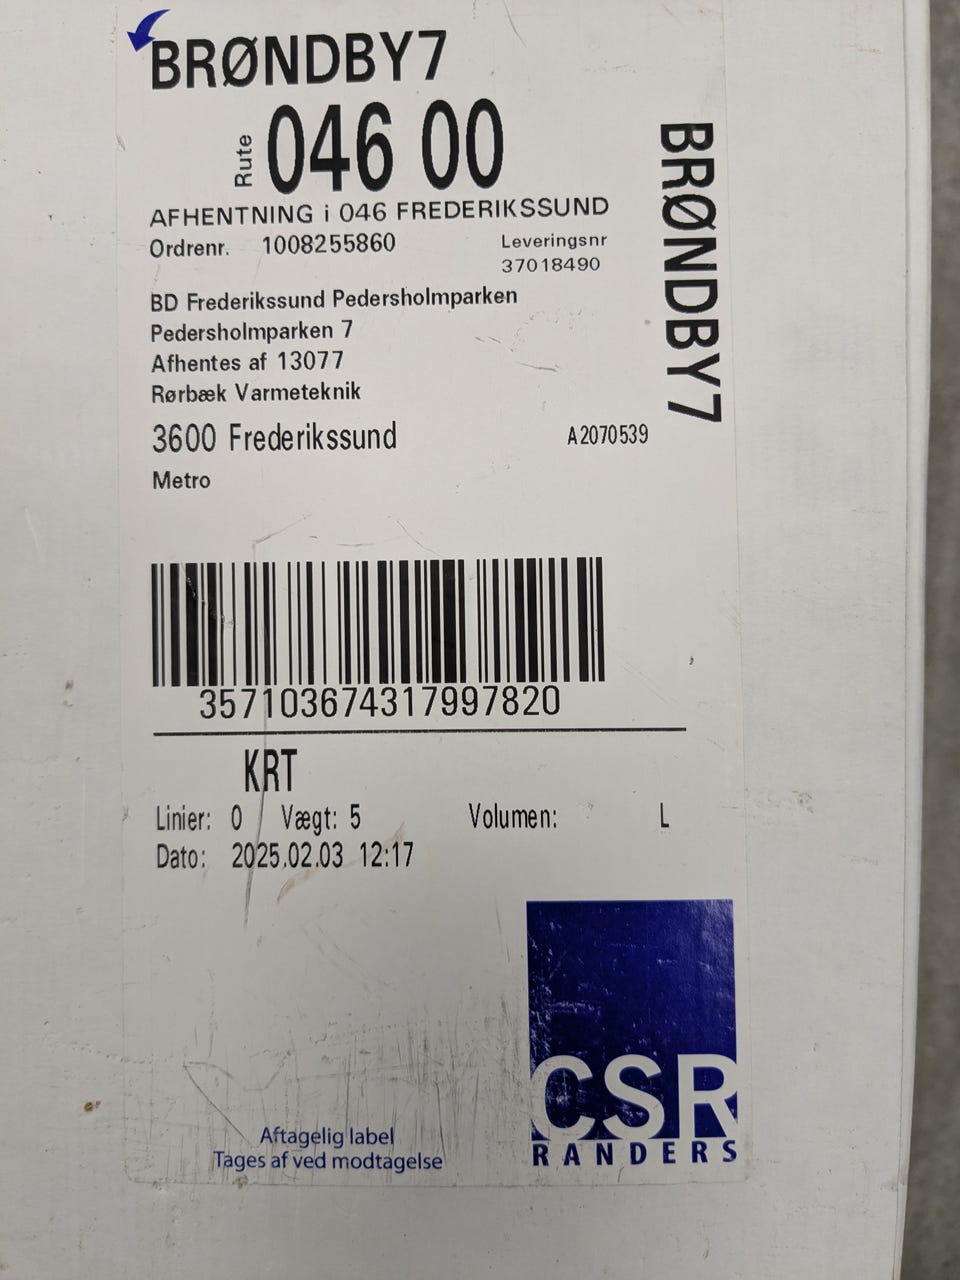 BRØNDBY7
Rute 046 00
BRØNDBY7
AFHENTNING i 046 FREDERIKSSUND
Ordrenr. 1008255860
Leveringsnr
37018490
BD Frederikssund Pedersholmparken
Pedersholmparken 7
Afhentes af 13077
Rørbæk Varmeteknik
3600 Frederikssund A2070539
Metro
357103674317997820
KRT
Linier: 0 Vægt: 5 Volumen: L
Dato: 2025.02.03 12:17
CSR
RANDERS
Aftagelig label
Tages af ved modtagelse